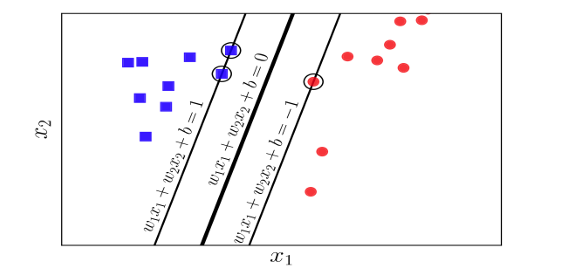 x₂
w₁x₁ + w₂x₂ + b = 1
w₁x₁ + w₂x₂ + b = 0
w₁x₁ + w₂x₂ + b = −1
x₁